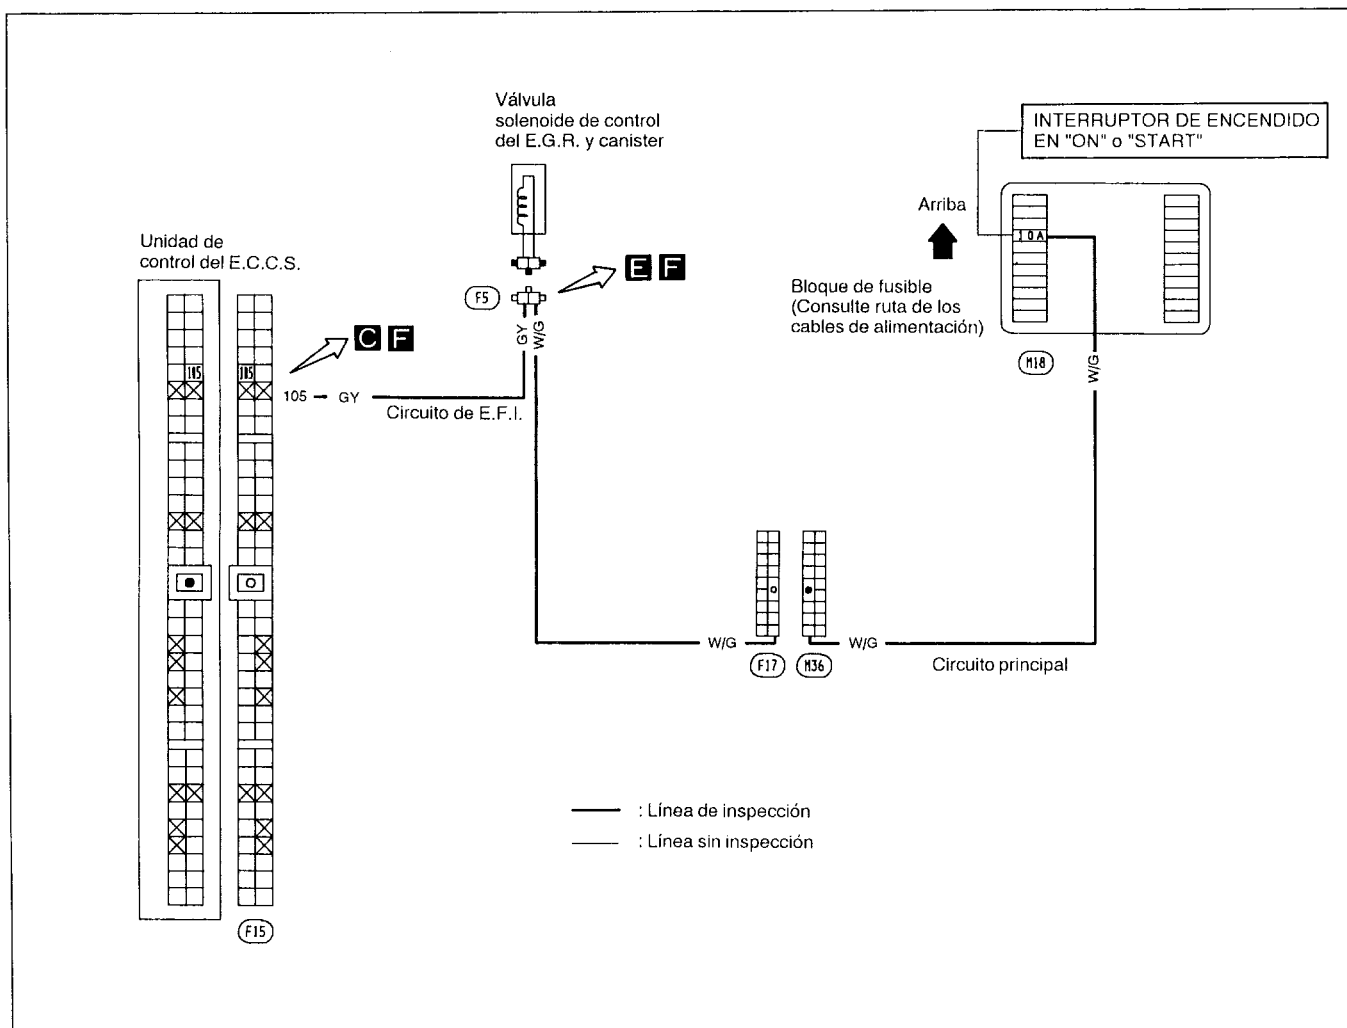 Válvula
solenoide de control
del E.G.R. y canister
INTERRUPTOR DE ENCENDIDO
EN "ON" o "START"
Arriba
10A
Unidad de
control del E.C.C.S.
E F
F5
Bloque de fusible
(Consulte ruta de los
cables de alimentación)
GY
W/G
C F
M18
W/G
105
105
105
GY
Circuito de E.F.I.
W/G
W/G
F17
M36
Circuito principal
: Línea de inspección
: Línea sin inspección
F15